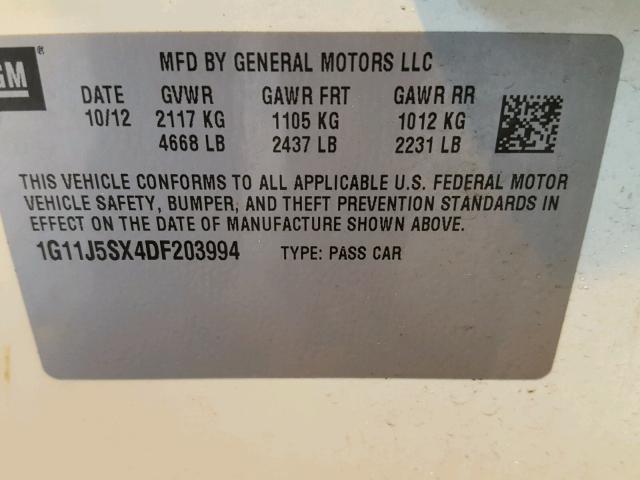 GM ®
MFD BY GENERAL MOTORS LLC
DATE GVWR GAWR FRT GAWR RR
10/12 2117 KG 1105 KG 1012 KG
4668 LB 2437 LB 2231 LB
THIS VEHICLE CONFORMS TO ALL APPLICABLE U.S. FEDERAL MOTOR
VEHICLE SAFETY, BUMPER, AND THEFT PREVENTION STANDARDS IN
EFFECT ON THE DATE OF MANUFACTURE SHOWN ABOVE.
1G11J5SX4DF203994 TYPE: PASS CAR